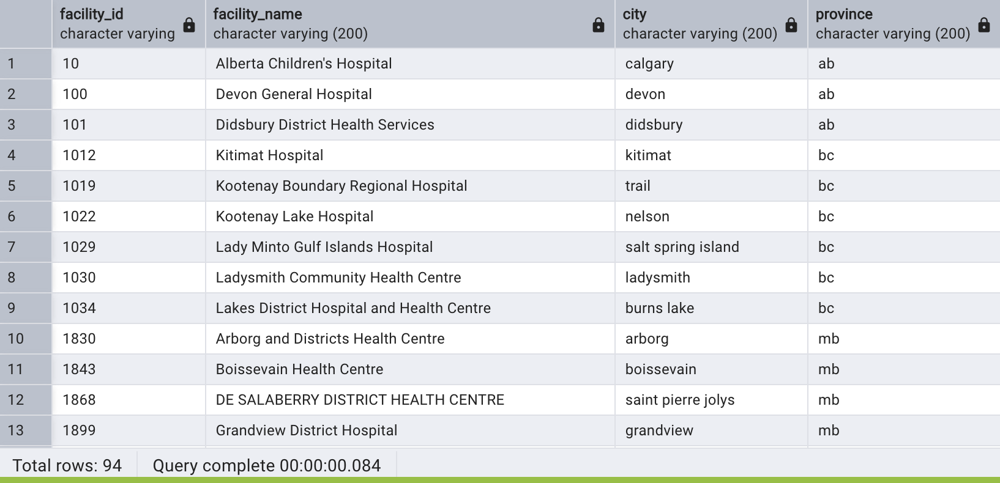 facility_id facility_name city province
character varying character varying (200) character varying (200) character varying (200)
1 10 Alberta Children's Hospital calgary ab
2 100 Devon General Hospital devon ab
3 101 Didsbury District Health Services didsbury ab
4 1012 Kitimat Hospital kitimat bc
5 1019 Kootenay Boundary Regional Hospital trail bc
6 1022 Kootenay Lake Hospital nelson bc
7 1029 Lady Minto Gulf Islands Hospital salt spring island bc
8 1030 Ladysmith Community Health Centre ladysmith bc
9 1034 Lakes District Hospital and Health Centre burns lake bc
10 1830 Arborg and Districts Health Centre arborg mb
11 1843 Boissevain Health Centre boissevain mb
12 1868 DE SALABERRY DISTRICT HEALTH CENTRE saint pierre jolys mb
13 1899 Grandview District Hospital grandview mb
Total rows: 94 Query complete 00:00:00.084